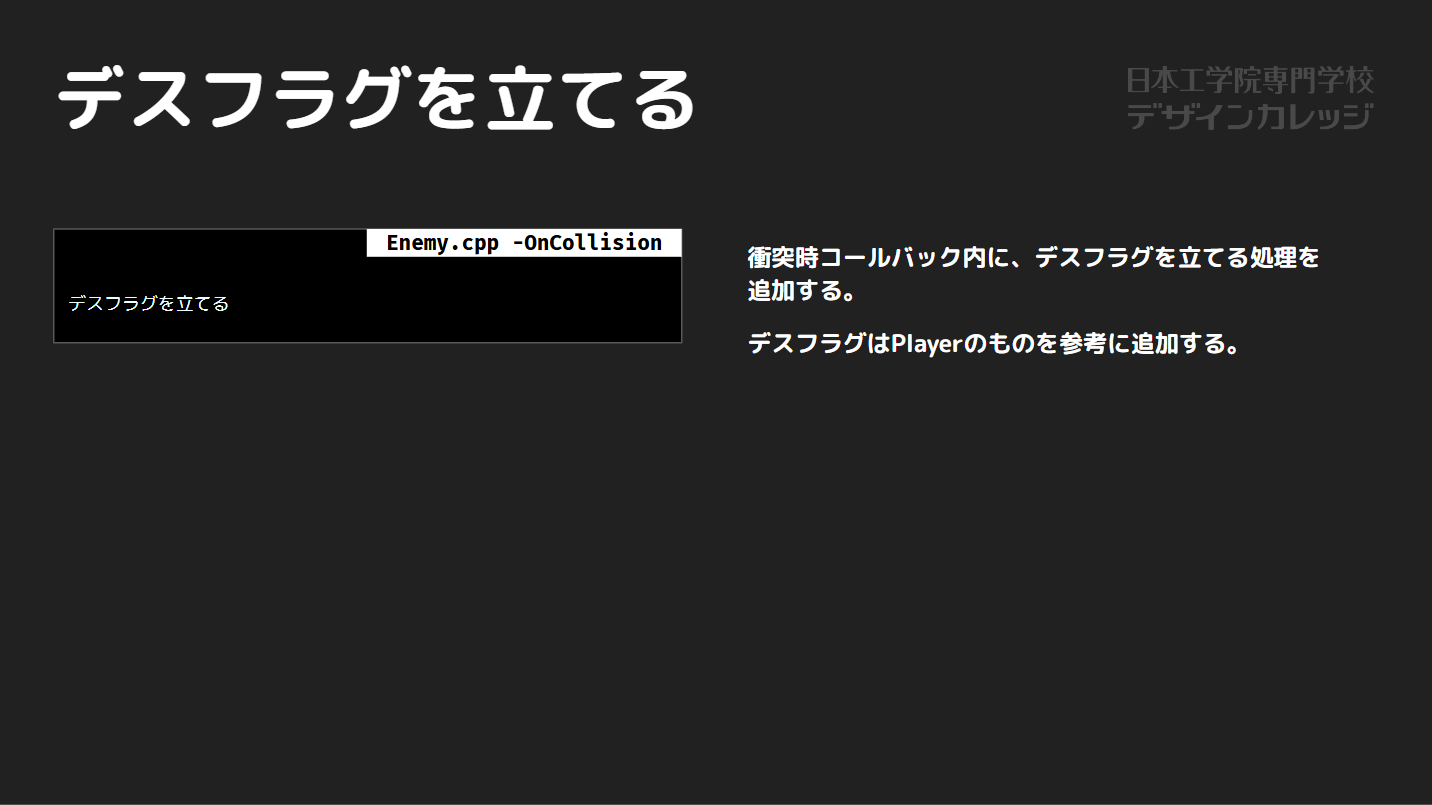 デスフラグを立てる
日本工学院専門学校
デザインカレッジ
Enemy.cpp -OnCollision
デスフラグを立てる
衝突時コールバック内に、デスフラグを立てる処理を
追加する。
デスフラグはPlayerのものを参考に追加する。